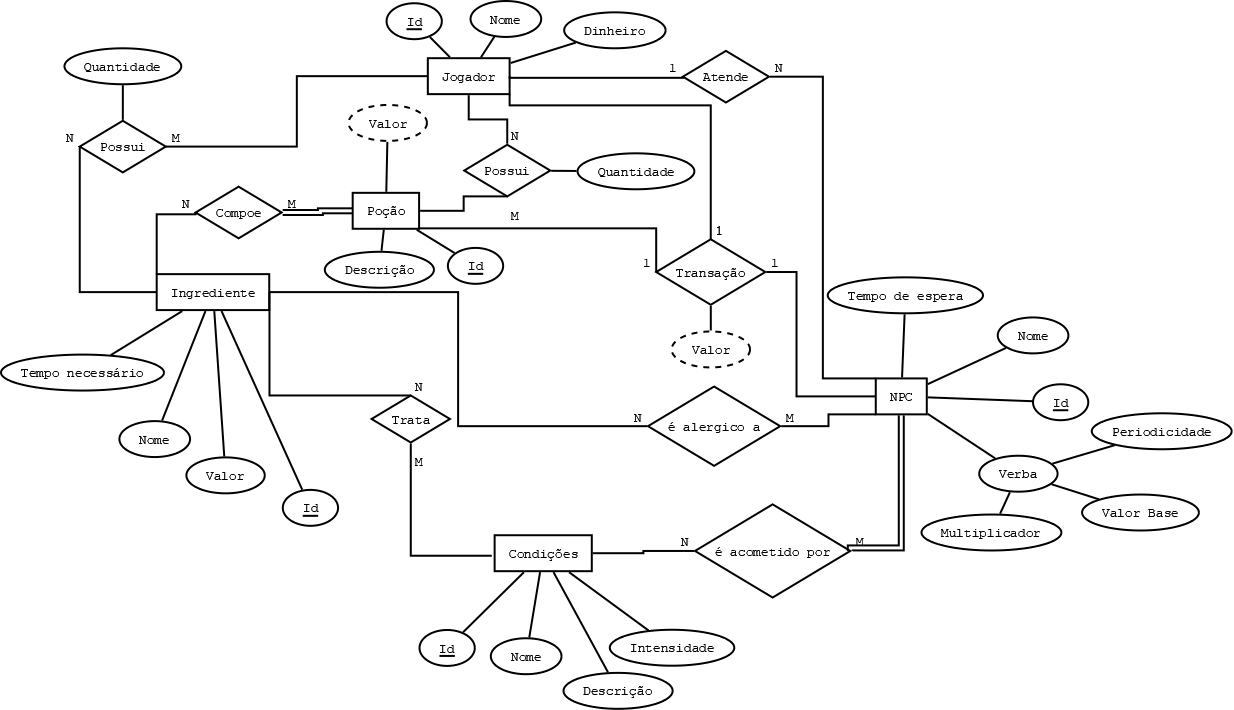 Id
Nome
Dinheiro
Quantidade
Jogador
1
Atende
N
Valor
N
Possui
M
N
Possui
Quantidade
N
Compoe
M
Poção
M
Descrição
Id
1
1
Transação
1
Ingrediente
Tempo de espera
Valor
Nome
Tempo necessário
N
Trata
M
N
é alergico a
M
NPC
Id
Nome
Valor
Id
Periodicidade
Verba
Valor Base
Multiplicador
Condições
N
é acometido por
M
Id
Nome
Intensidade
Descrição